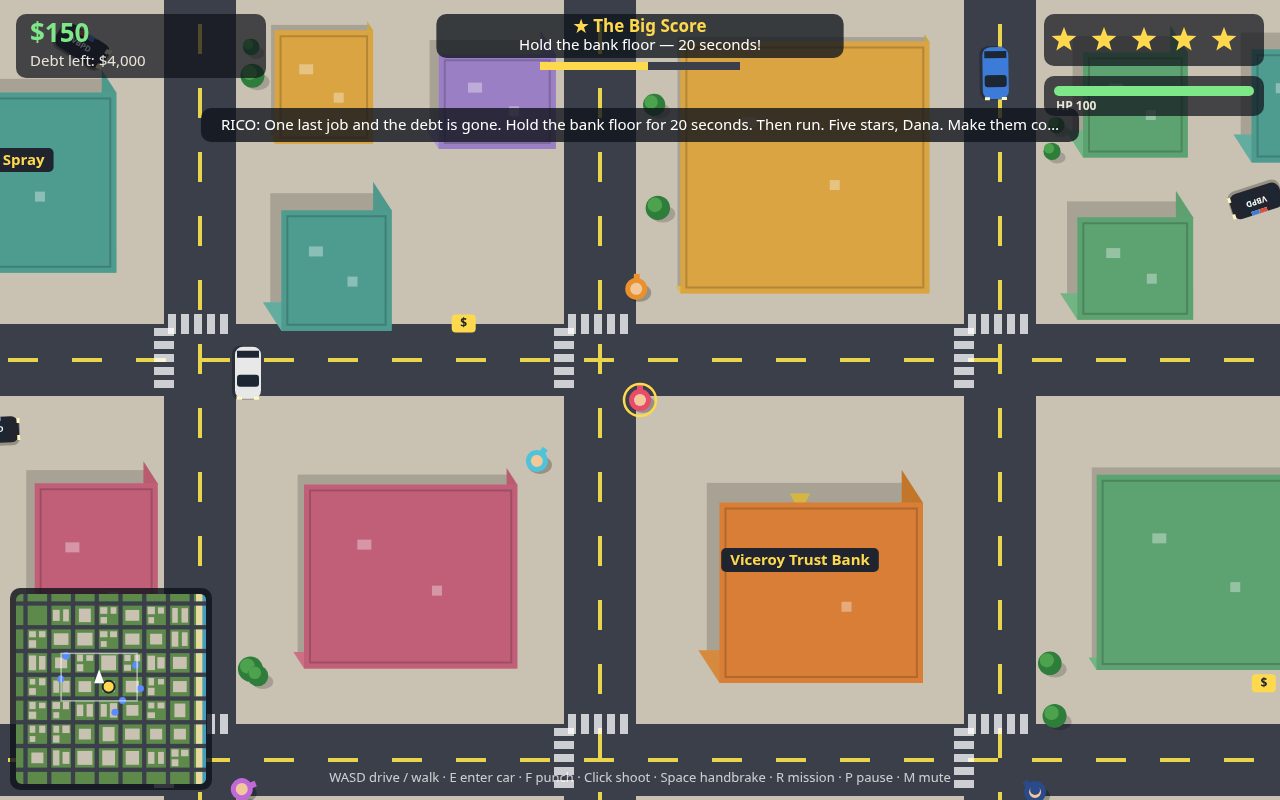 $150
Debt left: $4,000
★ The Big Score
Hold the bank floor — 20 seconds!
HP 100
RICO: One last job and the debt is gone. Hold the bank floor for 20 seconds. Then run. Five stars, Dana. Make them co...
Spray
VBPD
$
Viceroy Trust Bank
$
WASD drive / walk · E enter car · F punch · Click shoot · Space handbrake · R mission · P pause · M mute